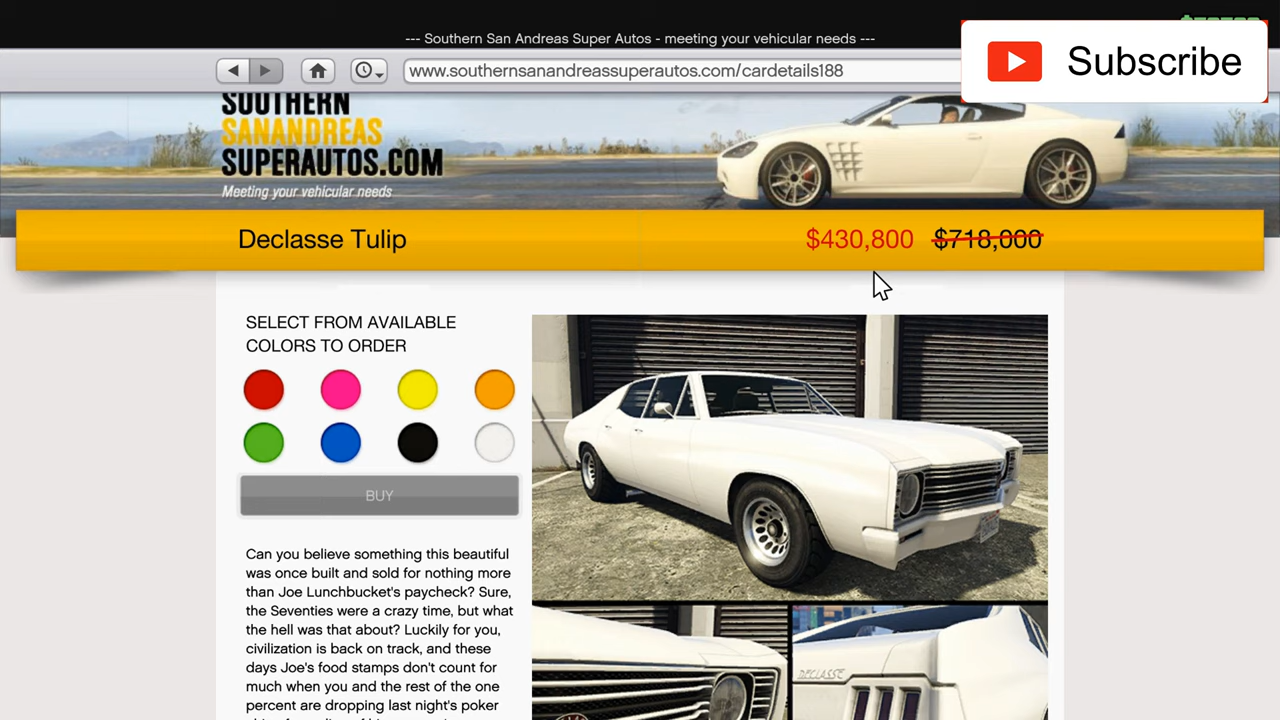 --- Southern San Andreas Super Autos - meeting your vehicular needs ---
Subscribe
www.southernsanandreassuperautos.com/cardetails188
SOUTHERN
SANANDREAS
SUPERAUTOS.COM
Meeting your vehicular needs
Declasse Tulip $430,800 $718,000
SELECT FROM AVAILABLE
COLORS TO ORDER
BUY
Can you believe something this beautiful
was once built and sold for nothing more
than Joe Lunchbucket's paycheck? Sure,
the Seventies were a crazy time, but what
the hell was that about? Luckily for you,
civilization is back on track, and these
days Joe's food stamps don't count for
much when you and the rest of the one
percent are dropping last night's poker
DECLASSE